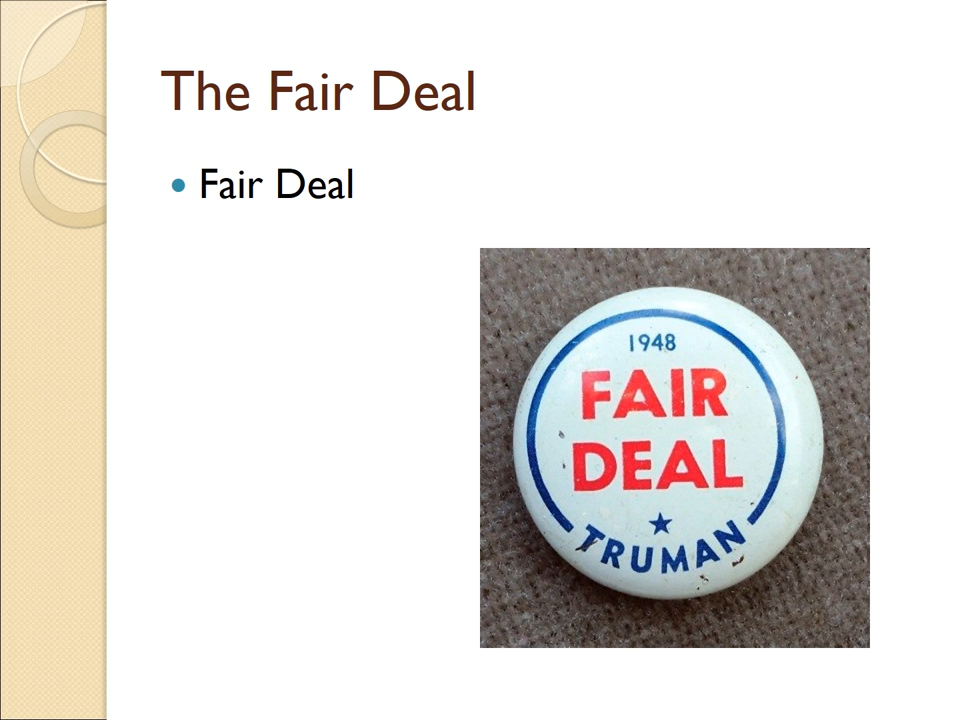 The Fair Deal
Fair Deal
1948
FAIR
DEAL
TRUMAN